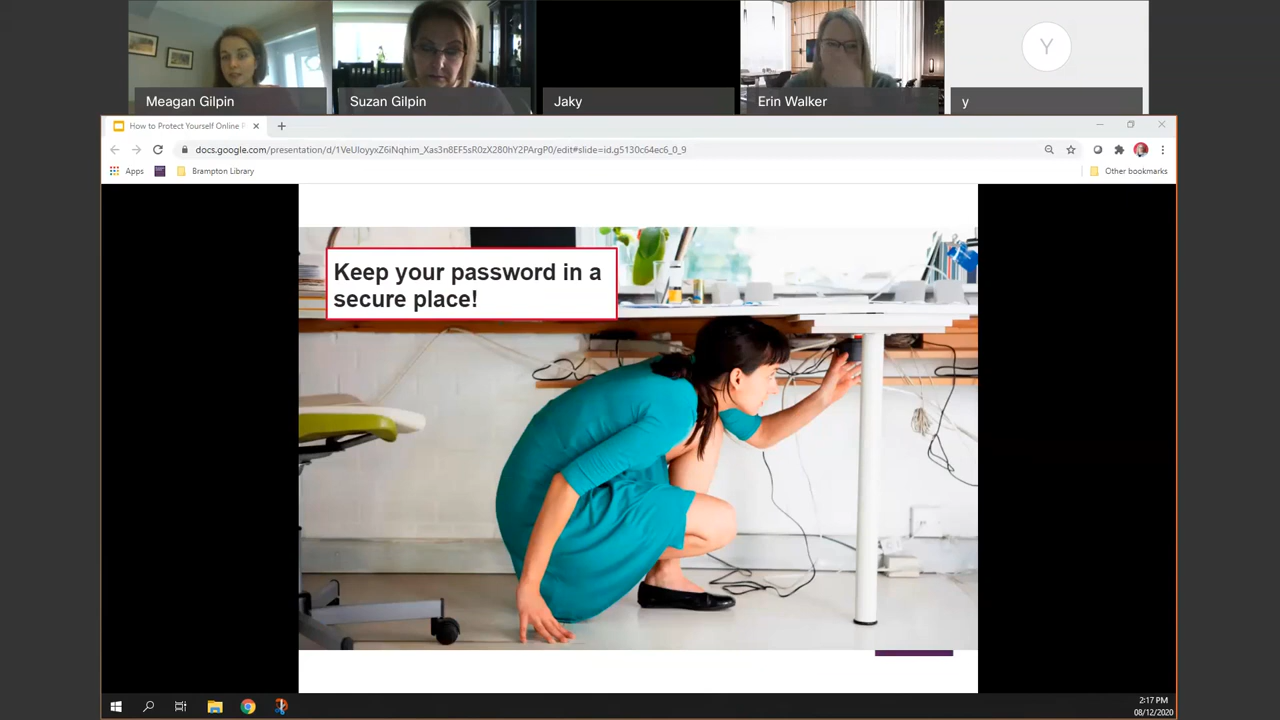 Meagan Gilpin
Suzan Gilpin
Jaky
Erin Walker
Y
y
How to Protect Yourself Online
docs.google.com/presentation/d/1VeUIoyyxZ6iNqhim_Xas3n8EF5sR0zX280hY2PArgP0/edit#slide=id.g5130c64ec6_0_9
Apps
Brampton Library
Other bookmarks
Keep your password in a
secure place!
2:17 PM
08/12/2020